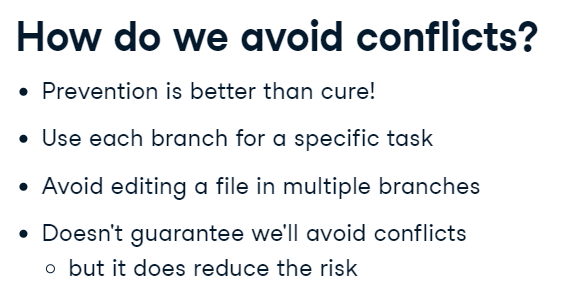 How do we avoid conflicts?
• Prevention is better than cure!
• Use each branch for a specific task
• Avoid editing a file in multiple branches
• Doesn't guarantee we'll avoid conflicts
○ but it does reduce the risk